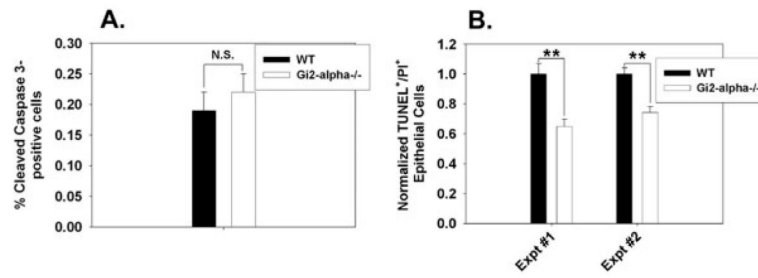 A.
% Cleaved Caspase 3-
positive cells
0.30
0.25
0.20
0.15
0.10
0.05
0.00
N.S.
WT
Gi2-alpha-/-
B.
Normalized TUNEL+/PI+
Epithelial Cells
1.2
1.0
0.8
0.6
0.4
0.2
0.0
**
**
WT
Gi2-alpha-/-
Expt #1
Expt #2